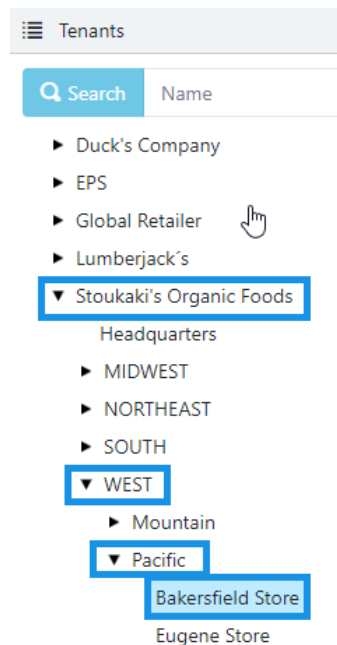 Tenants
Search Name
Duck's Company
EPS
Global Retailer
Lumberjack´s
Stoukaki's Organic Foods
Headquarters
MIDWEST
NORTHEAST
SOUTH
WEST
Mountain
Pacific
Bakersfield Store
Eugene Store